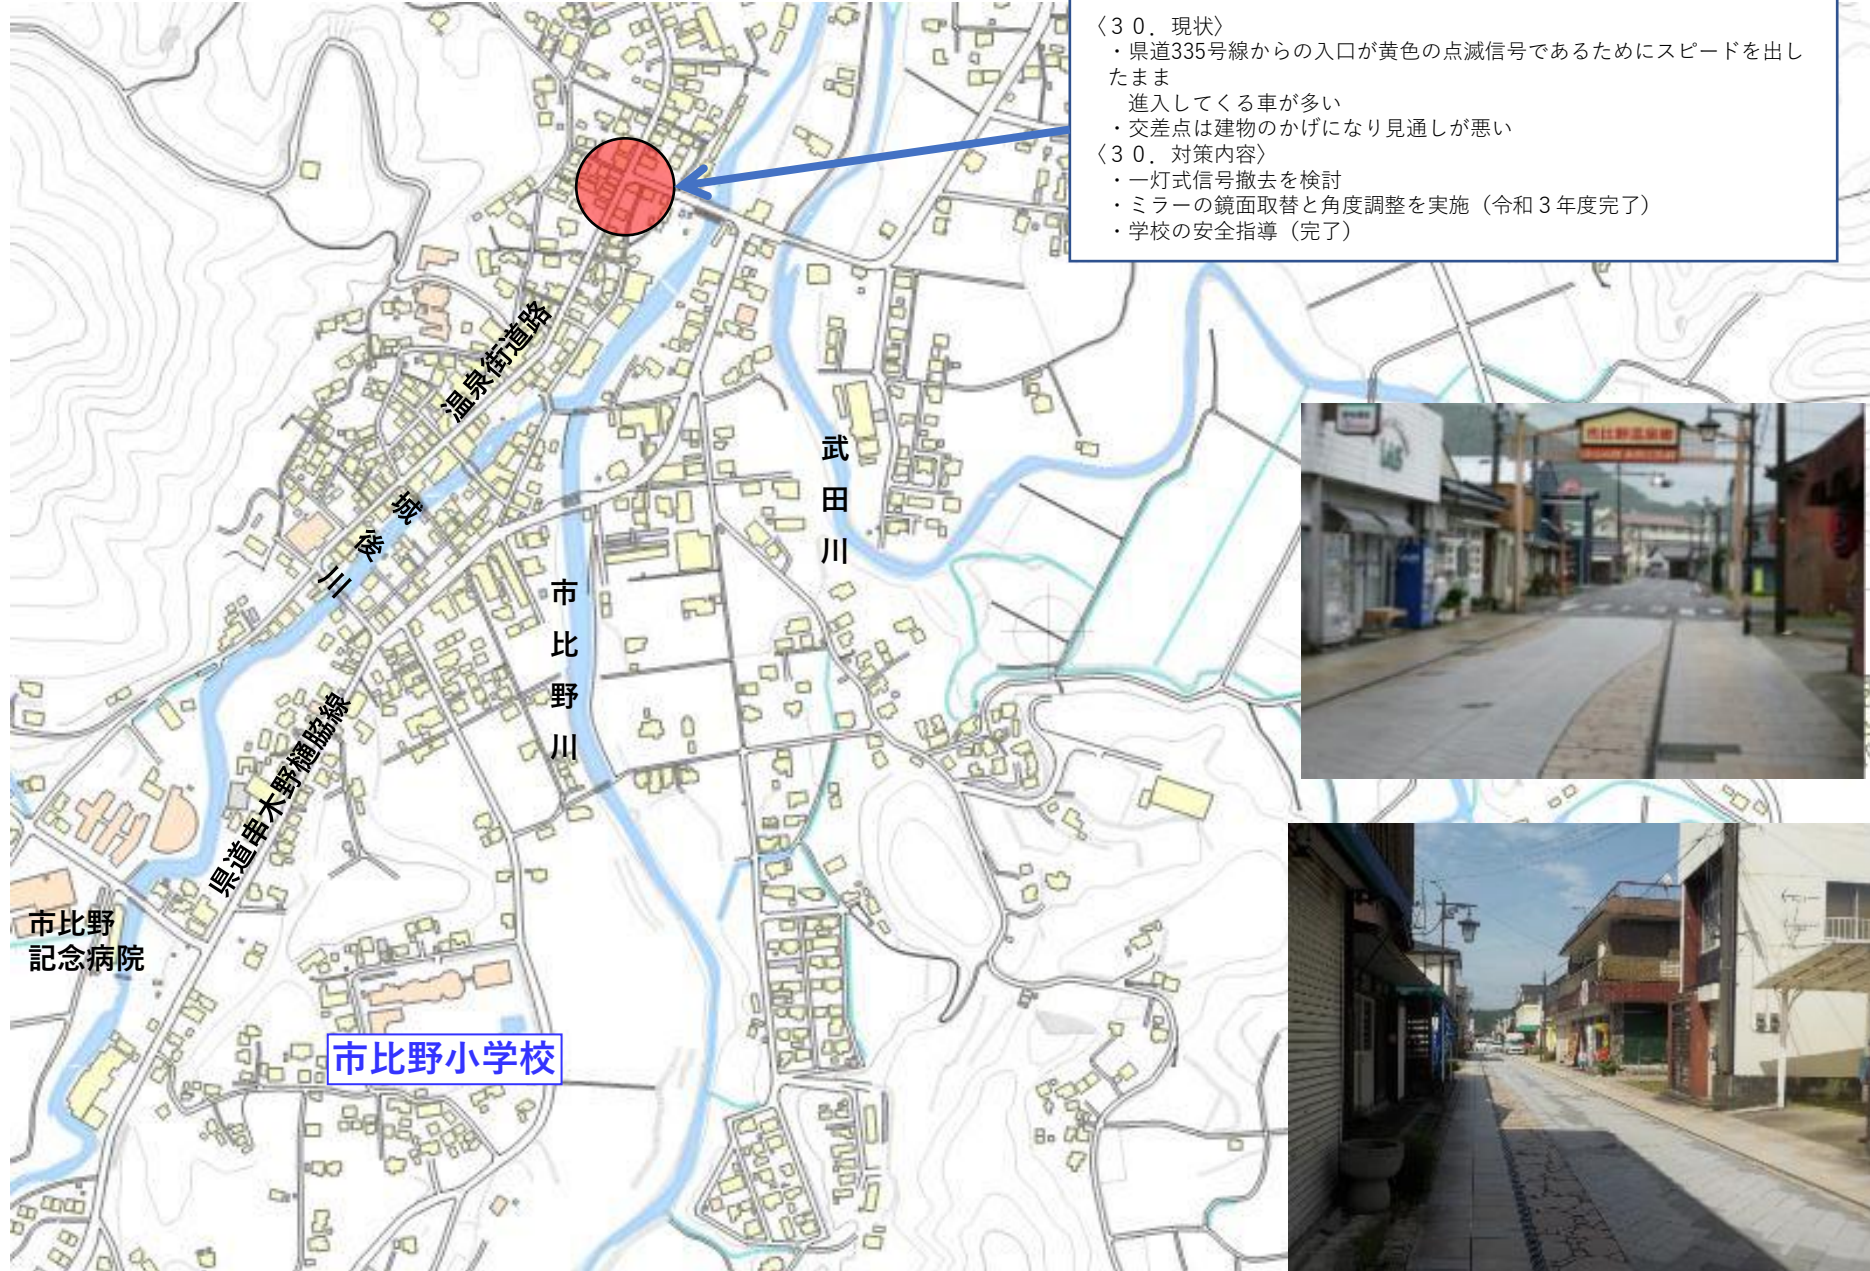 〈３０．現状〉
・県道335号線からの入口が黄色の点滅信号であるためにスピードを出し
たまま
進入してくる車が多い
・交差点は建物のかげになり見通しが悪い
〈３０．対策内容〉
・一灯式信号撤去を検討
・ミラーの鏡面取替と角度調整を実施（令和３年度完了）
・学校の安全指導（完了）
温泉街道路
城後川
武田川
市比野川
県道串木野樋脇線
市比野
記念病院
市比野小学校
市比野温泉郷